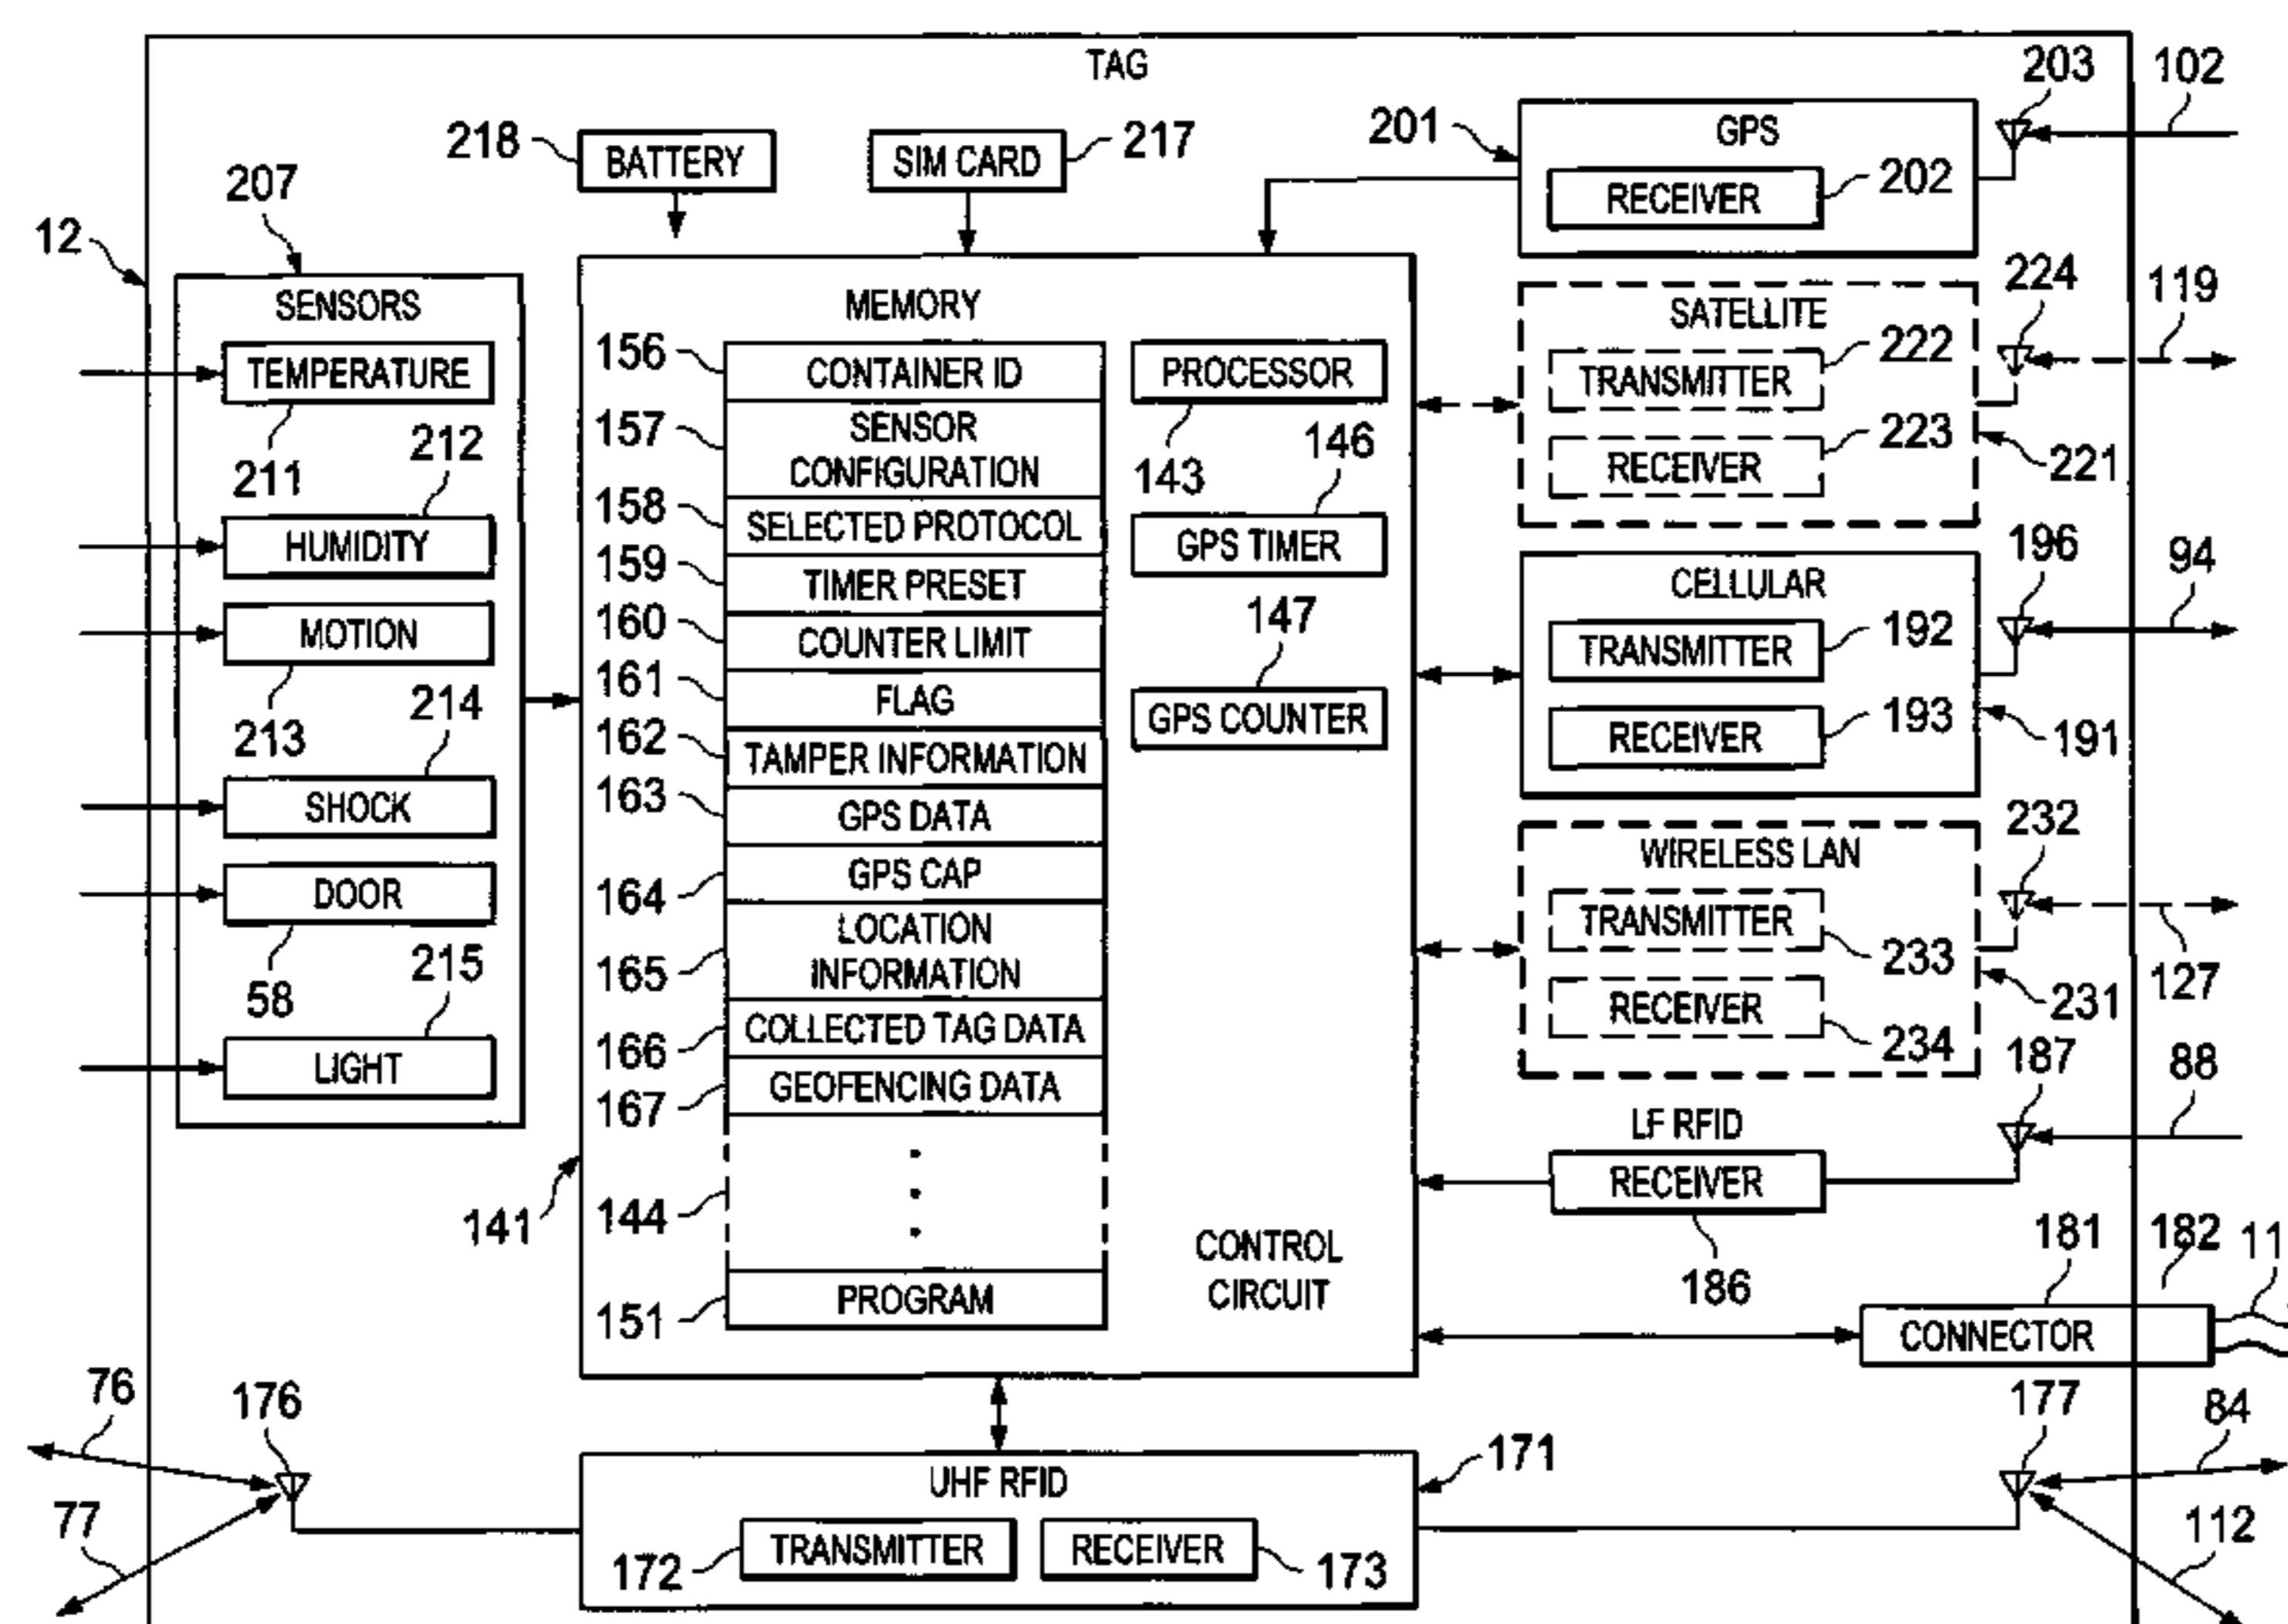 TAG
203
102
218
BATTERY
SIM CARD
217
201
GPS
RECEIVER
202
207
12
SENSORS
TEMPERATURE
211
212
HUMIDITY
MOTION
213
214
SHOCK
DOOR
58
215
LIGHT
MEMORY
156
CONTAINER ID
157
SENSOR
CONFIGURATION
158
SELECTED PROTOCOL
159
TIMER PRESET
160
COUNTER LIMIT
161
FLAG
162
TAMPER INFORMATION
163
GPS DATA
164
GPS CAP
165
LOCATION
INFORMATION
166
COLLECTED TAG DATA
167
GEOFENCING DATA
144
151
PROGRAM
141
PROCESSOR
143
146
GPS TIMER
147
GPS COUNTER
CONTROL
CIRCUIT
SATELLITE
224
119
TRANSMITTER
222
RECEIVER
223
221
CELLULAR
196
94
TRANSMITTER
192
RECEIVER
193
191
WIRELESS LAN
232
TRANSMITTER
233
127
RECEIVER
234
231
187
88
LF RFID
RECEIVER
186
181
182
11
CONNECTOR
76
176
77
UHF RFID
171
172
TRANSMITTER
RECEIVER
173
177
84
112